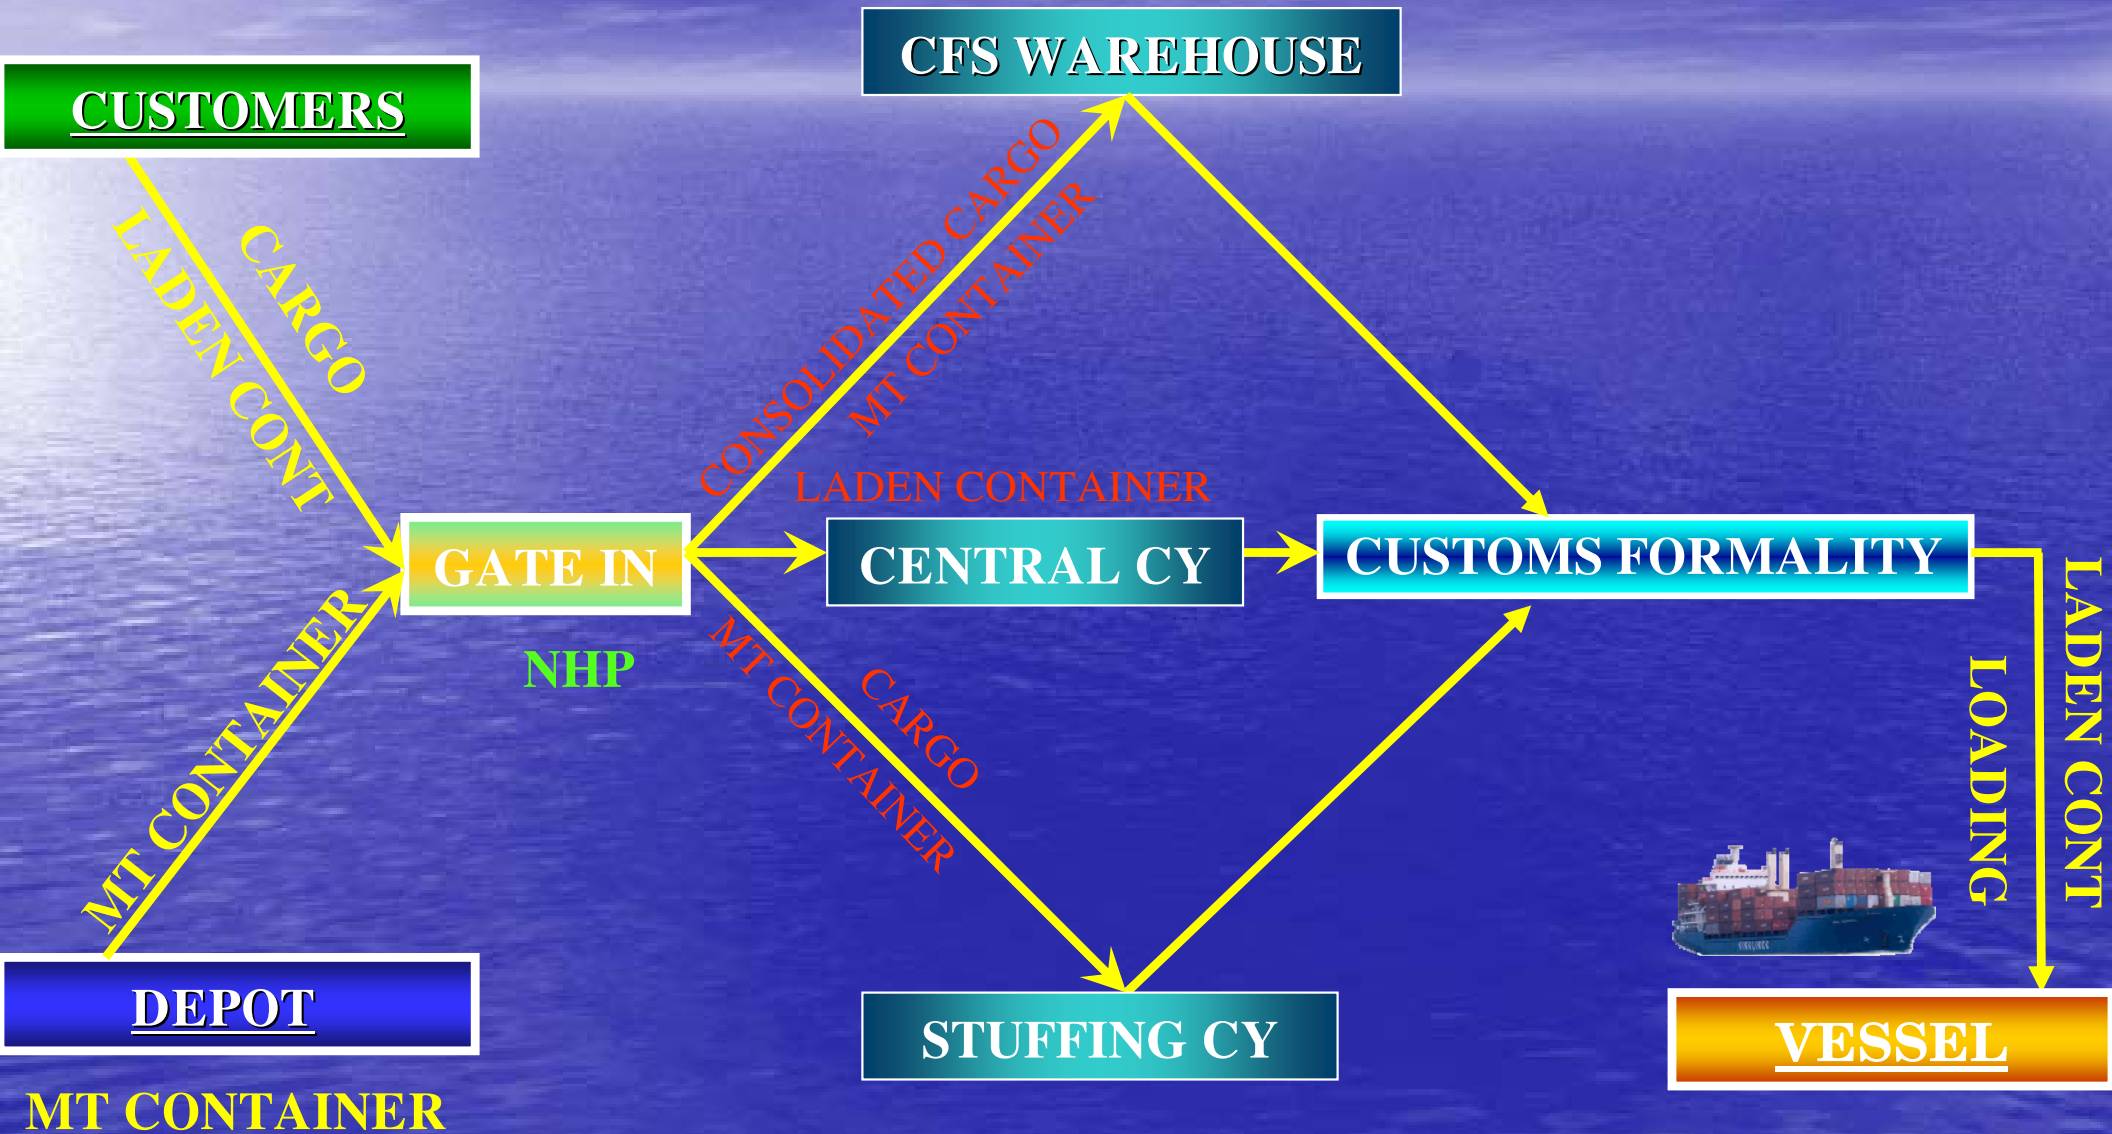 CFS WAREHOUSE
CUSTOMERS
CARGO
LADEN CONT
CONSOLIDATED CARGO
MT CONTAINER
LADEN CONTAINER
GATE IN
CENTRAL CY
CUSTOMS FORMALITY
NHP
MT CONTAINER
CARGO
MT CONTAINER
LADEN CONT
LOADING
DEPOT
STUFFING CY
VESSEL
MT CONTAINER